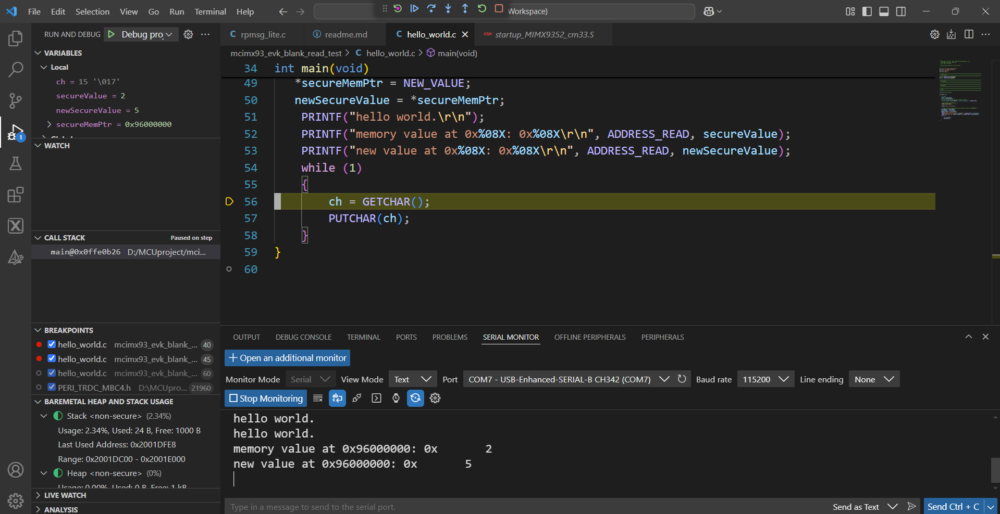 File Edit Selection View Go Run Terminal Help Workspace)
RUN AND DEBUG Debug pro
rpmsg_lite.c readme.md hello_world.c startup_MIMX9352_cm33.S
mcimx93_evk_blank_read_test > C hello_world.c > main(void)
VARIABLES
Local
ch = 15 '\017'
secureValue = 2
newSecureValue = 5
secureMemPtr = 0x96000000
WATCH
CALL STACK Paused on step
main@0x0ffe0b26 D:/MCUproject/mci...
BREAKPOINTS
hello_world.c mcimx93_evk_blank_... 40
hello_world.c mcimx93_evk_blank_... 45
hello_world.c mcimx93_evk_blank_... 60
PERI_TRDC_MBC4.h D:\MCUpro... 21960
BAREMETAL HEAP AND STACK USAGE
Stack <non-secure> (2.34%)
Usage: 2.34%, Used: 24 B, Free: 1000 B
Last Used Address: 0x2001DFE8
Range: 0x2001DC00 - 0x2001E000
Heap <non-secure> (0%)
Usage: 0.00%, Used: 0 B, Free: 1 kB
LIVE WATCH
ANALYSIS
34 int main(void)
49 *secureMemPtr = NEW_VALUE;
50 newSecureValue = *secureMemPtr;
51 PRINTF("hello world.\r\n");
52 PRINTF("memory value at 0x%08X: 0x%08X\r\n", ADDRESS_READ, secureValue);
53 PRINTF("new value at 0x%08X: 0x%08X\r\n", ADDRESS_READ, newSecureValue);
54 while (1)
55 {
56 ch = GETCHAR();
57 PUTCHAR(ch);
58 }
59 }
60
OUTPUT DEBUG CONSOLE TERMINAL PORTS PROBLEMS SERIAL MONITOR OFFLINE PERIPHERALS PERIPHERALS
Open an additional monitor
Monitor Mode Serial View Mode Text Port COM7 - USB-Enhanced-SERIAL-B CH342 (COM7) Baud rate 115200 Line ending None
Stop Monitoring
hello world.
hello world.
memory value at 0x96000000: 0x       2
new value at 0x96000000: 0x       5
Type in a message to send to the serial port. Send as Text Send Ctrl + C